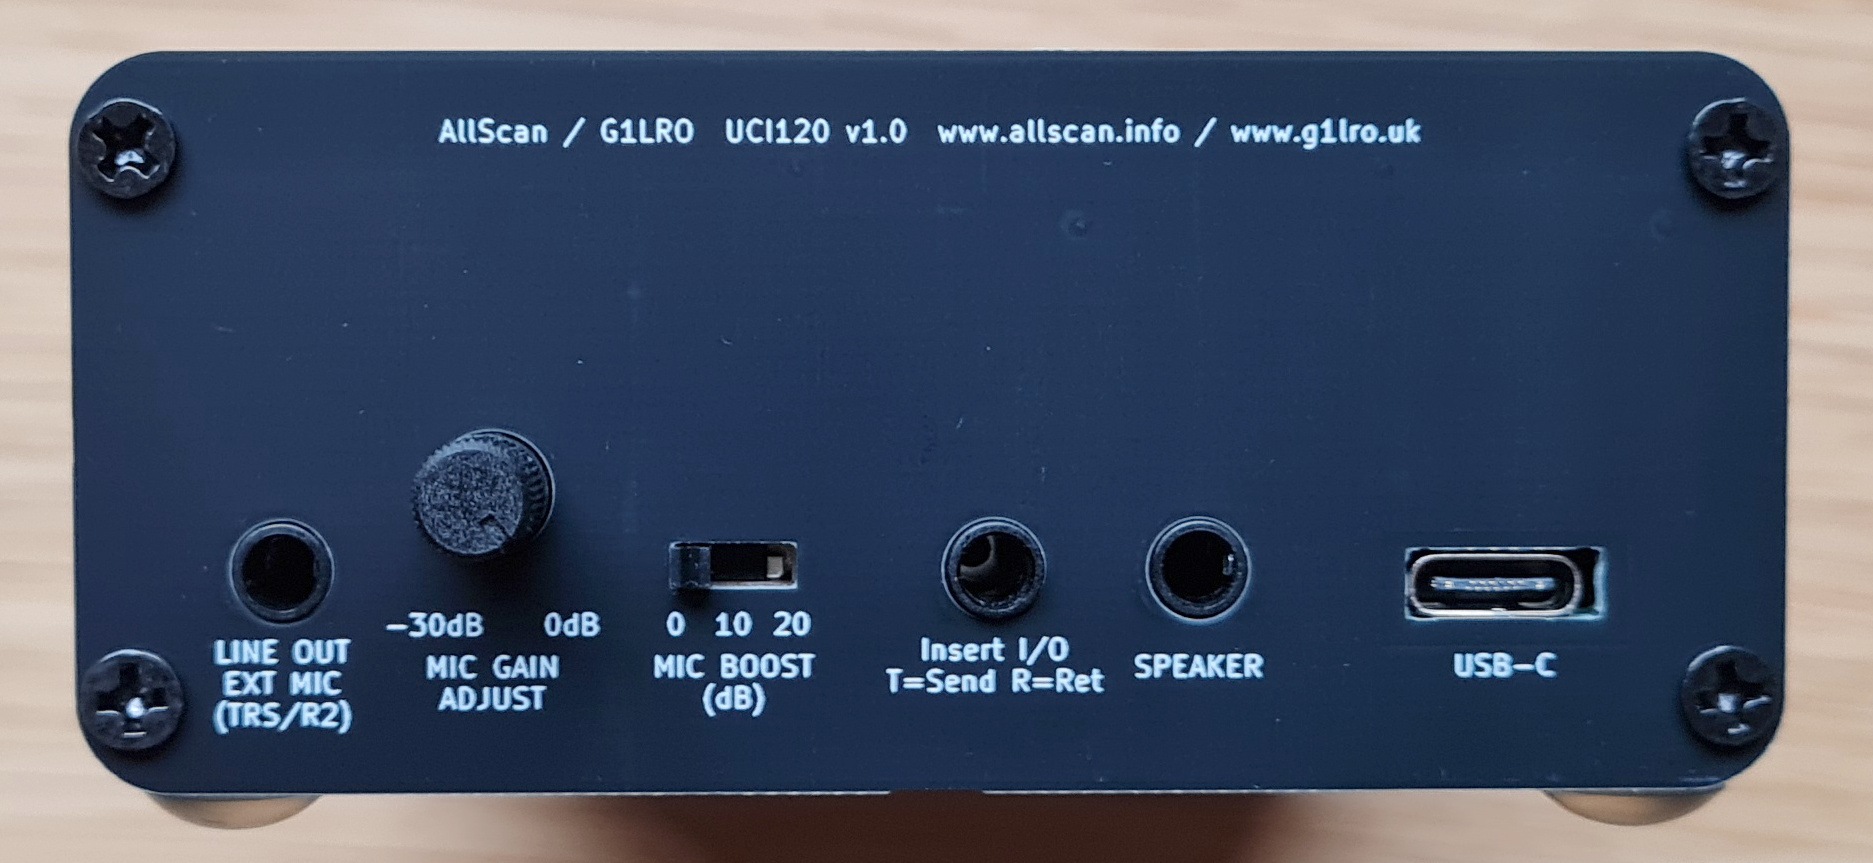 AllScan / G1LRO UCI120 v1.0 www.allscan.info / www.g1lro.uk
LINE OUT
EXT MIC
(TRS/R2)
-30dB 0dB
MIC GAIN
ADJUST
0 10 20
MIC BOOST
(dB)
Insert I/O
T=Send R=Ret
SPEAKER
USB-C